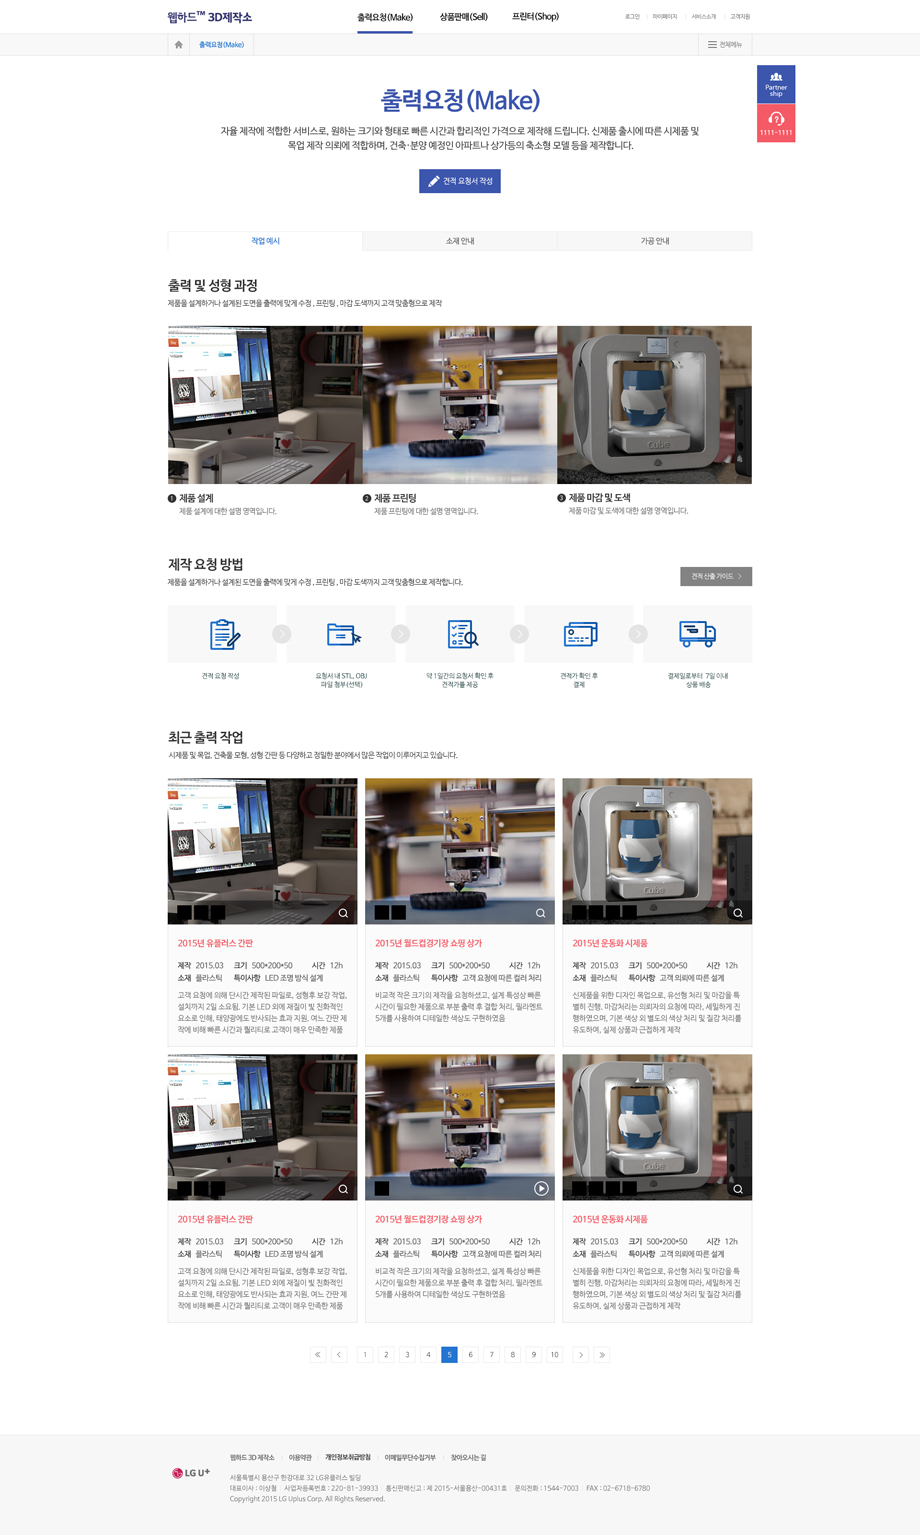 웹하드™ 3D제작소
출력요청(Make)
상품판매(Sell)
프린터(Shop)
로그인
마이페이지
서비스소개
고객지원
출력요청(Make)
전체메뉴
Partner
ship
1111-1111
출력요청(Make)
자율 제작에 적합한 서비스로, 원하는 크기와 형태로 빠른 시간과 합리적인 가격으로 제작해 드립니다. 신제품 출시에 따른 시제품 및
목업 제작 의뢰에 적합하며, 건축·분양 예정인 아파트나 상가등의 축소형 모델 등을 제작합니다.
견적 요청서 작성
작업 예시
소재 안내
가공 안내
출력 및 성형 과정
제품을 설계하거나 설계된 도면을 출력에 맞게 수정 , 프린팅 , 마감 도색까지 고객 맞춤형으로 제작
I ♥
Cube
1 제품 설계
제품 설계에 대한 설명 영역입니다.
2 제품 프린팅
제품 프린팅에 대한 설명 영역입니다.
3 제품 마감 및 도색
제품 마감 및 도색에 대한 설명 영역입니다.
제작 요청 방법
제품을 설계하거나 설계된 도면을 출력에 맞게 수정 , 프린팅 , 마감 도색까지 고객 맞춤형으로 제작합니다.
견적 산출 가이드
견적 요청 작성
요청서 내 STL, OBJ
파일 첨부(선택)
약 1일간의 요청서 확인 후
견적가를 제공
견적가 확인 후
결제
결제일로부터 7일 이내
상품 배송
최근 출력 작업
시제품 및 목업, 건축물 모형, 성형 간판 등 다양하고 정밀한 분야에서 많은 작업이 이루어지고 있습니다.
I ♥
Cube
2015년 유플러스 간판
제작 2015.03 크기 500*200*50 시간 12h
소재 플라스틱 특이사항 LED 조명 방식 설계
고객 요청에 의해 단시간 제작된 파일로, 성형후 보강 작업,
설치까지 2일 소요됨. 기본 LED 외에 재질이 빛 친화적인
요소로 인해, 태양광에도 반사되는 효과 지원. 여느 간판 제
작에 비해 빠른 시간과 퀄리티로 고객이 매우 만족한 제품
2015년 월드컵경기장 쇼핑 상가
제작 2015.03 크기 500*200*50 시간 12h
소재 플라스틱 특이사항 고객 요청에 따른 컬러 처리
비교적 작은 크기의 제작을 요청하셨고, 설계 특성상 빠른
시간이 필요한 제품으로 부분 출력 후 결합 처리, 필라멘트
5개를 사용하여 디테일한 색상도 구현하였음
2015년 운동화 시제품
제작 2015.03 크기 500*200*50 시간 12h
소재 플라스틱 특이사항 고객 의뢰에 따른 설계
신제품을 위한 디자인 목업으로, 유선형 처리 및 마감을 특
별히 진행. 마감처리는 의뢰자의 요청에 따라, 세밀하게 진
행하였으며, 기본 색상 외 별도의 색상 처리 및 질감 처리를
유도하여, 실제 상품과 근접하게 제작
I ♥
Cube
2015년 유플러스 간판
제작 2015.03 크기 500*200*50 시간 12h
소재 플라스틱 특이사항 LED 조명 방식 설계
고객 요청에 의해 단시간 제작된 파일로, 성형후 보강 작업,
설치까지 2일 소요됨. 기본 LED 외에 재질이 빛 친화적인
요소로 인해, 태양광에도 반사되는 효과 지원. 여느 간판 제
작에 비해 빠른 시간과 퀄리티로 고객이 매우 만족한 제품
2015년 월드컵경기장 쇼핑 상가
제작 2015.03 크기 500*200*50 시간 12h
소재 플라스틱 특이사항 고객 요청에 따른 컬러 처리
비교적 작은 크기의 제작을 요청하셨고, 설계 특성상 빠른
시간이 필요한 제품으로 부분 출력 후 결합 처리, 필라멘트
5개를 사용하여 디테일한 색상도 구현하였음
2015년 운동화 시제품
제작 2015.03 크기 500*200*50 시간 12h
소재 플라스틱 특이사항 고객 의뢰에 따른 설계
신제품을 위한 디자인 목업으로, 유선형 처리 및 마감을 특
별히 진행. 마감처리는 의뢰자의 요청에 따라, 세밀하게 진
행하였으며, 기본 색상 외 별도의 색상 처리 및 질감 처리를
유도하여, 실제 상품과 근접하게 제작
« < 1 2 3 4 5 6 7 8 9 10 > »
웹하드 3D 제작소 이용약관 개인정보취급방침 이메일무단수집거부 찾아오시는 길
LG U+
서울특별시 용산구 한강대로 32 LG유플러스 빌딩
대표이사 : 이상철 사업자등록번호 : 220-81-39933 통신판매신고 : 제 2015-서울용산-00431호 문의전화 : 1544-7003 FAX : 02-6718-6780
Copyright 2015 LG Uplus Corp. All Rights Reserved.